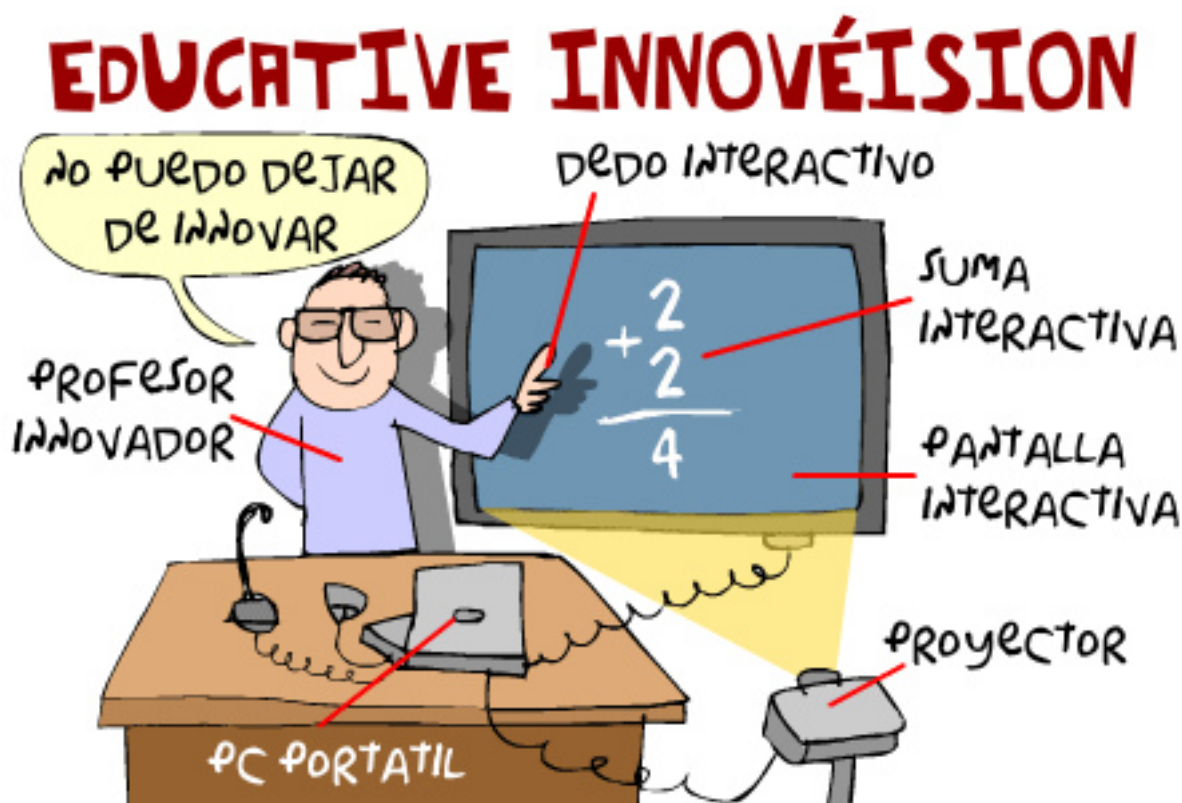 EDUCATIVE INNOVÉISION
NO PUEDO DEJAR
DE INNOVAR
DEDO INTERACTIVO
SUMA
INTERACTIVA
2
+
2
4
PROFESOR
INNOVADOR
PANTALLA
INTERACTIVA
PROYECTOR
PC PORTATIL